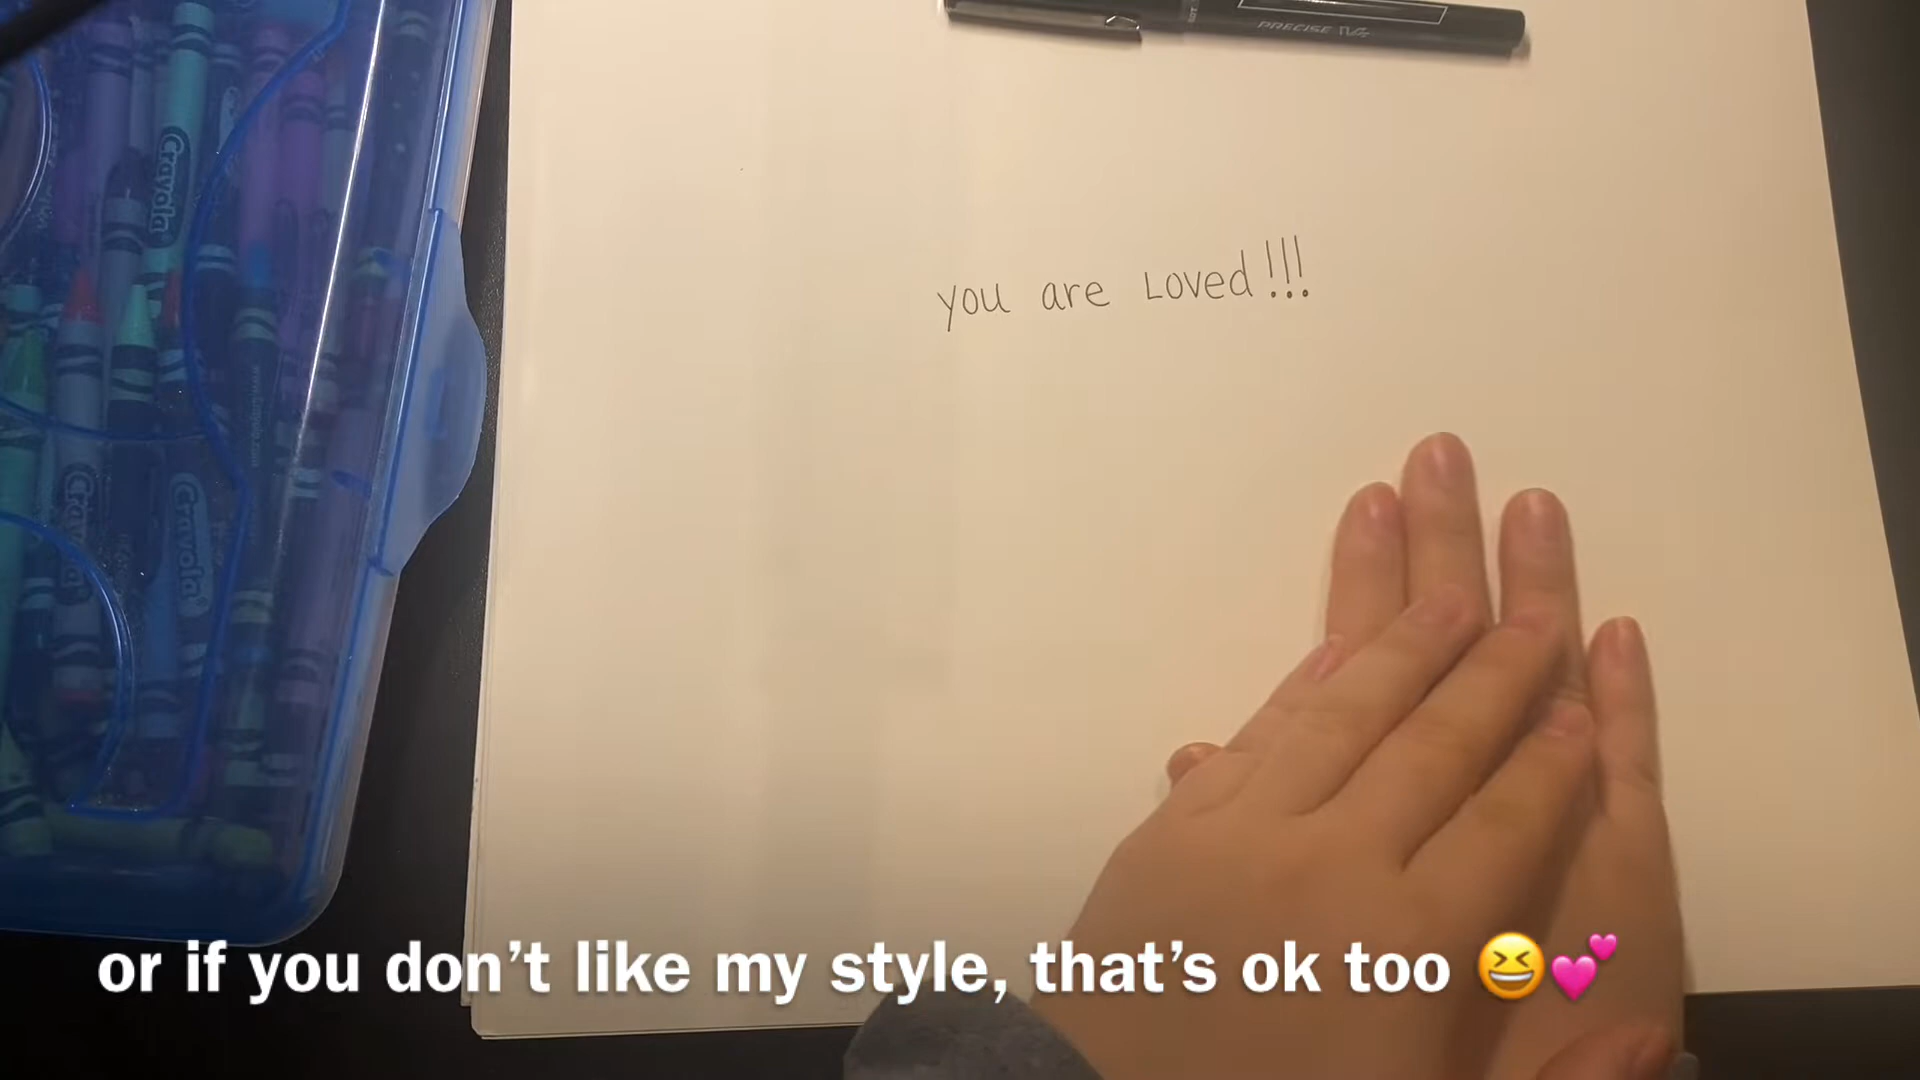 PRECISE V5
Crayola
you are Loved!!!
Crayola
Crayola
or if you don’t like my style, that’s ok too 😆💕